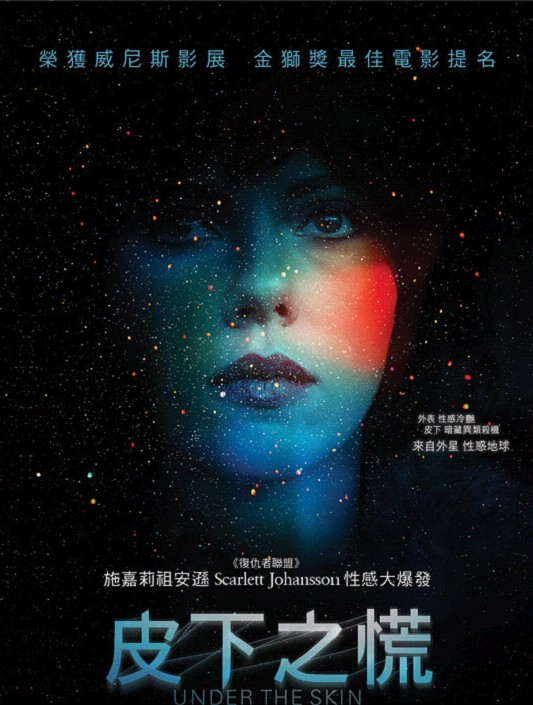 榮獲威尼斯影展 金獅獎最佳電影提名
外表 性感冷艷
皮下 暗藏異類殺機
來自外星 性惑地球
《復仇者聯盟》
施嘉莉祖安遜 Scarlett Johansson 性感大爆發
皮下之慌
UNDER THE SKIN